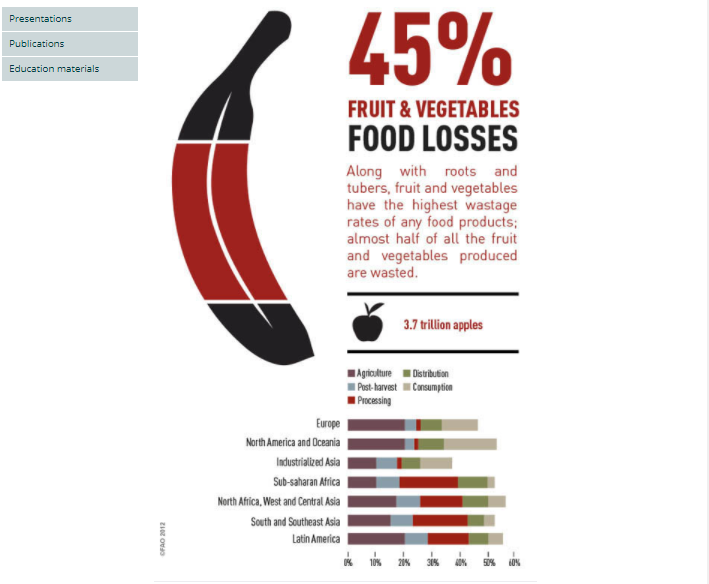 Presentations
Publications
Education materials
45%
FRUIT & VEGETABLES
FOOD LOSSES
Along with roots and
tubers, fruit and vegetables
have the highest wastage
rates of any food products;
almost half of all the fruit
and vegetables produced
are wasted.
3.7 trillion apples
Agriculture Distribution
Post-harvest Consumption
Processing
Europe
North America and Oceania
Industrialized Asia
Sub-saharan Africa
North Africa, West and Central Asia
South and Southeast Asia
Latin America
0% 10% 20% 30% 40% 50% 60%
©FAO 2012